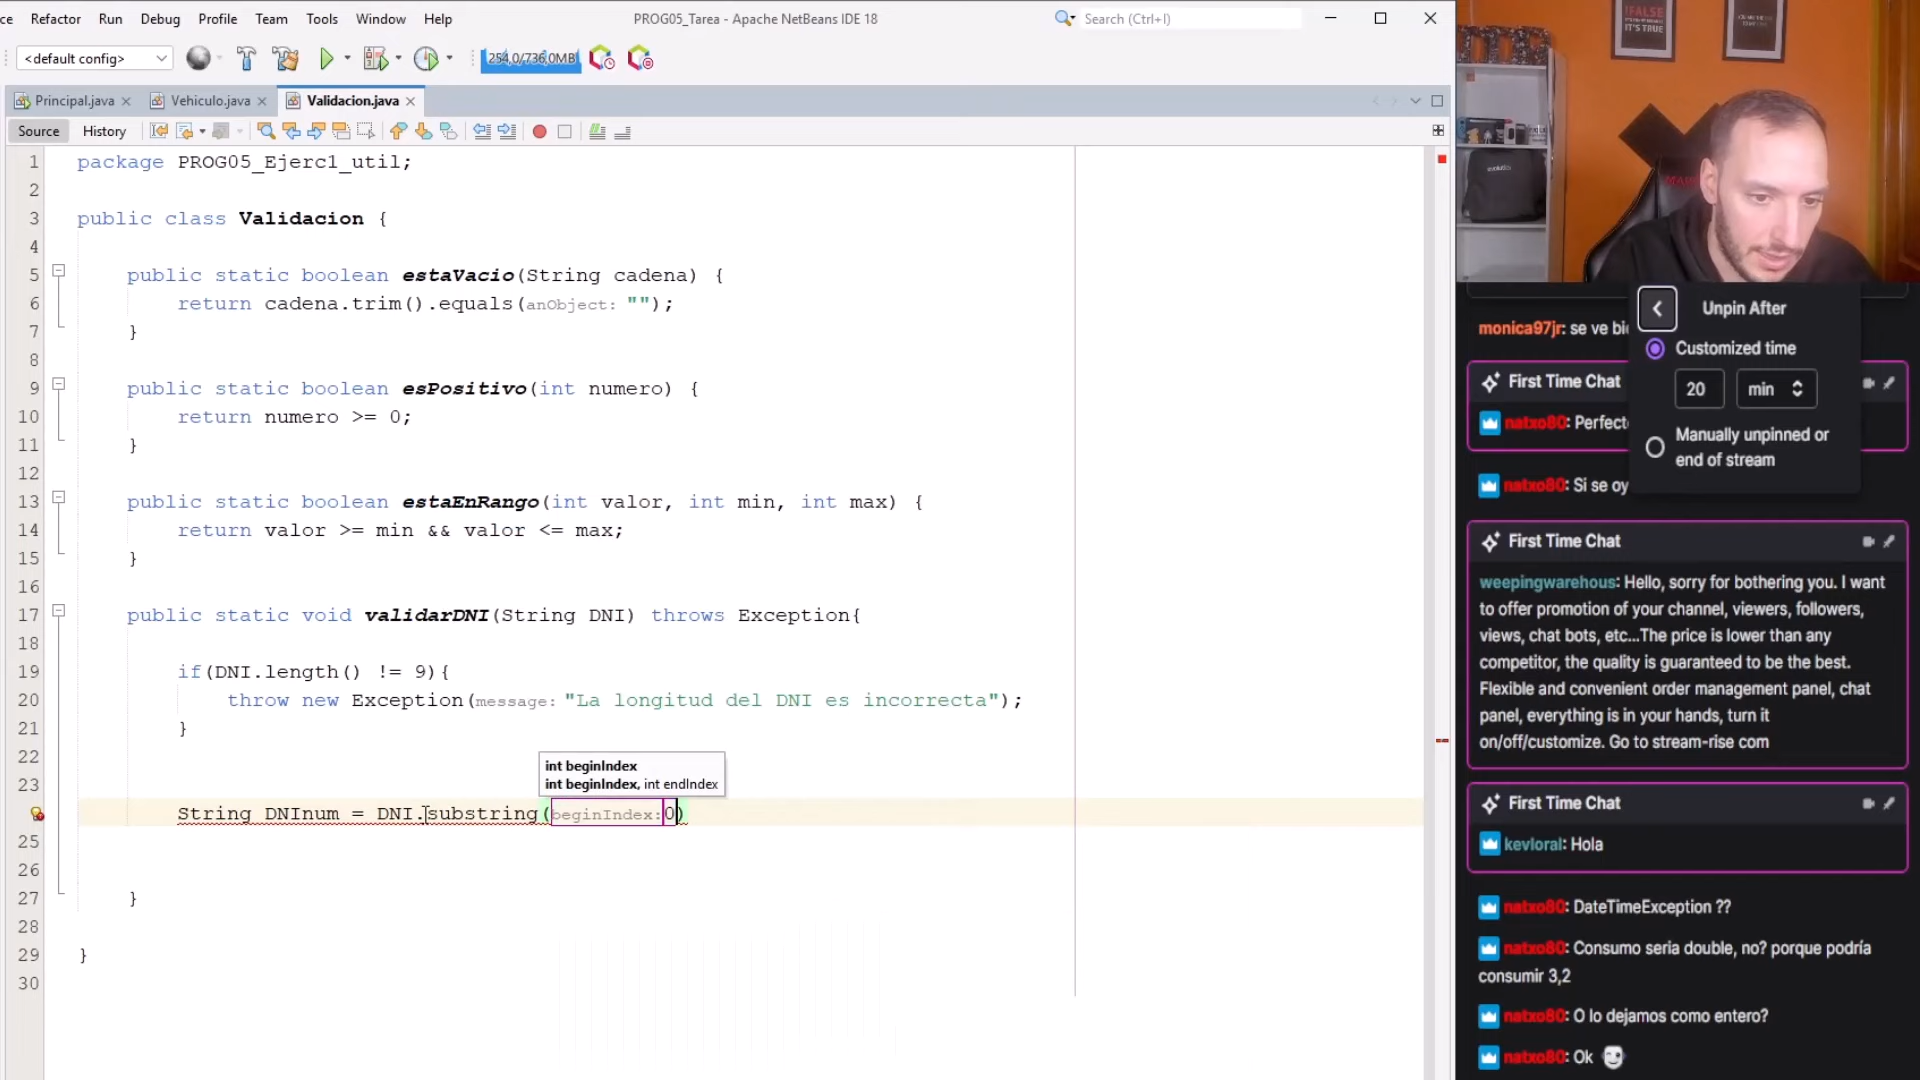 ce Refactor Run Debug Profile Team Tools Window Help PROG05_Tarea - Apache NetBeans IDE 18 Search (Ctrl+I)
<default config> 254,0/736,0MB
Principal.java Vehiculo.java Validacion.java
Source History
1 package PROG05_Ejerc1_util;
2
3 public class Validacion {
4
5 public static boolean estaVacio(String cadena) {
6 return cadena.trim().equals(anObject: "");
7 }
8
9 public static boolean esPositivo(int numero) {
10 return numero >= 0;
11 }
12
13 public static boolean estaEnRango(int valor, int min, int max) {
14 return valor >= min && valor <= max;
15 }
16
17 public static void validarDNI(String DNI) throws Exception{
18
19 if(DNI.length() != 9){
20 throw new Exception(message: "La longitud del DNI es incorrecta");
21 }
22
int beginIndex
23
int beginIndex, int endIndex
String DNInum = DNI.substring(beginIndex: 0)
25
26
27 }
28
29 }
30
!FALSE
IT'S TRUE
Unpin After
Customized time
20 min
Manually unpinned or
end of stream
monica97jr: se ve bi
First Time Chat
natxo80: Perfect
natxo80: Si se oy
First Time Chat
weepingwarehous: Hello, sorry for bothering you. I want
to offer promotion of your channel, viewers, followers,
views, chat bots, etc...The price is lower than any
competitor, the quality is guaranteed to be the best.
Flexible and convenient order management panel, chat
panel, everything is in your hands, turn it
on/off/customize. Go to stream-rise com
First Time Chat
kevloral: Hola
natxo80: DateTimeException ??
natxo80: Consumo seria double, no? porque podría
consumir 3,2
natxo80: O lo dejamos como entero?
natxo80: Ok